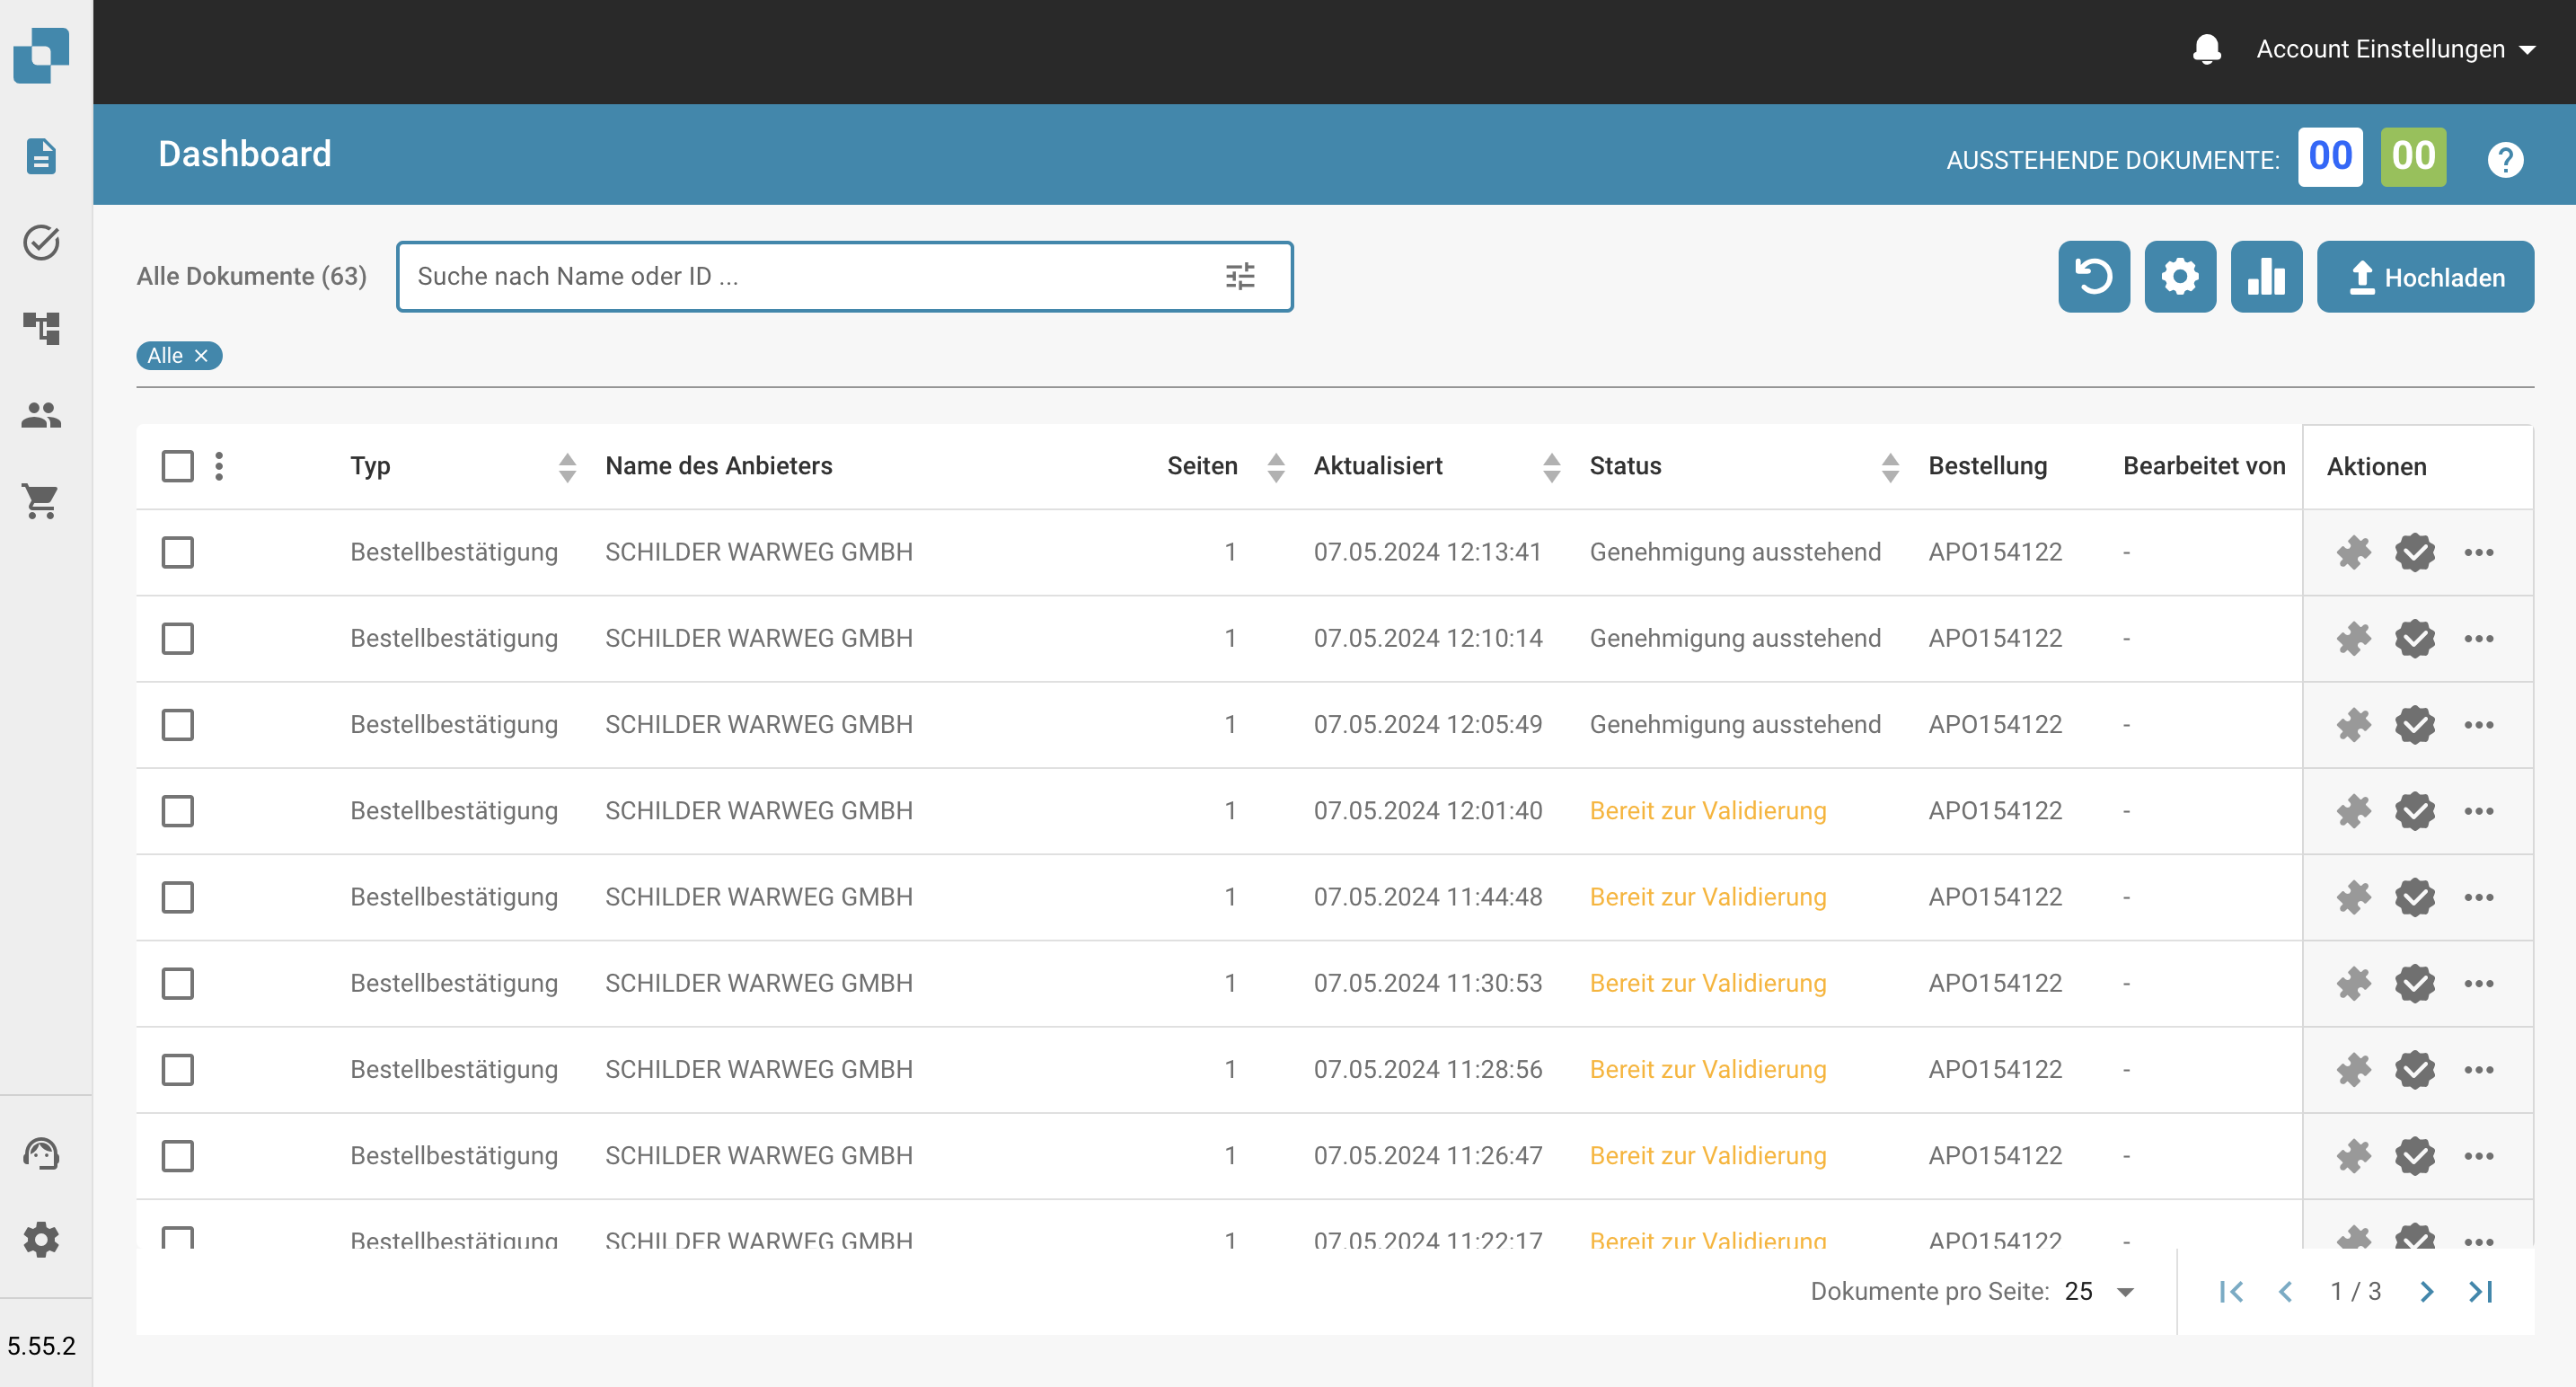 Account Einstellungen
Dashboard
AUSSTEHENDE DOKUMENTE: 00 00
Alle Dokumente (63) Suche nach Name oder ID ... Hochladen
Alle
Typ Name des Anbieters Seiten Aktualisiert Status Bestellung Bearbeitet von Aktionen
Bestellbestätigung SCHILDER WARWEG GMBH 1 07.05.2024 12:13:41 Genehmigung ausstehend APO154122 -
Bestellbestätigung SCHILDER WARWEG GMBH 1 07.05.2024 12:10:14 Genehmigung ausstehend APO154122 -
Bestellbestätigung SCHILDER WARWEG GMBH 1 07.05.2024 12:05:49 Genehmigung ausstehend APO154122 -
Bestellbestätigung SCHILDER WARWEG GMBH 1 07.05.2024 12:01:40 Bereit zur Validierung APO154122 -
Bestellbestätigung SCHILDER WARWEG GMBH 1 07.05.2024 11:44:48 Bereit zur Validierung APO154122 -
Bestellbestätigung SCHILDER WARWEG GMBH 1 07.05.2024 11:30:53 Bereit zur Validierung APO154122 -
Bestellbestätigung SCHILDER WARWEG GMBH 1 07.05.2024 11:28:56 Bereit zur Validierung APO154122 -
Bestellbestätigung SCHILDER WARWEG GMBH 1 07.05.2024 11:26:47 Bereit zur Validierung APO154122 -
Bestellbestätigung SCHILDER WARWEG GMBH 1 07.05.2024 11:22:17 Bereit zur Validierung APO154122 -
Dokumente pro Seite: 25 1 / 3
5.55.2